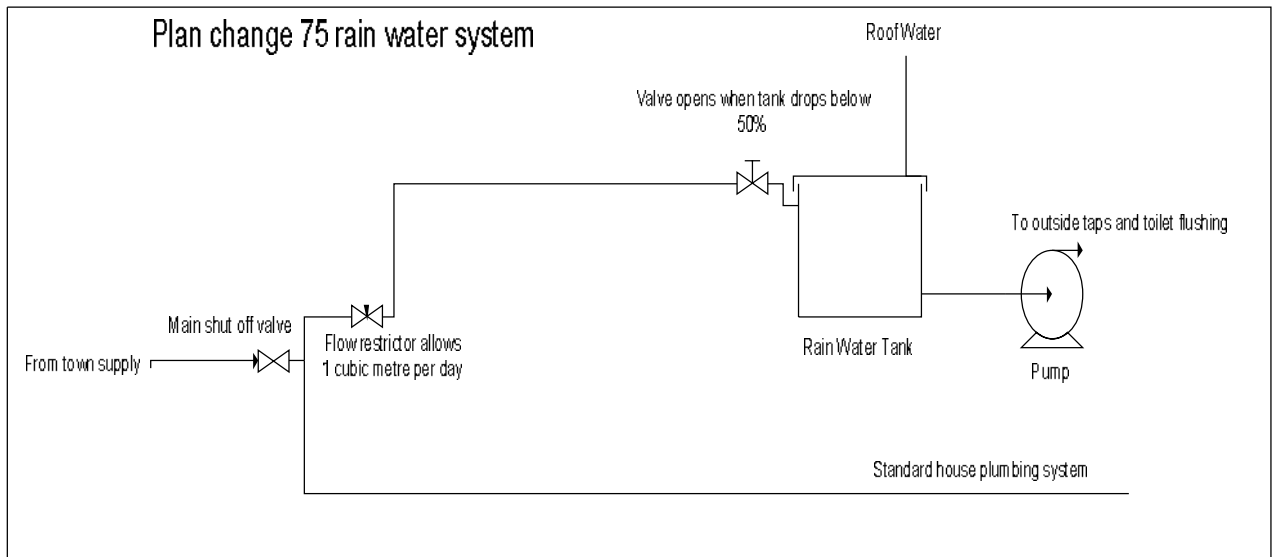 Plan change 75 rain water system
Roof Water
Valve opens when tank drops below
50%
To outside taps and toilet flushing
Main shut off valve
From town supply
Flow restrictor allows
1 cubic metre per day
Rain Water Tank
Pump
Standard house plumbing system